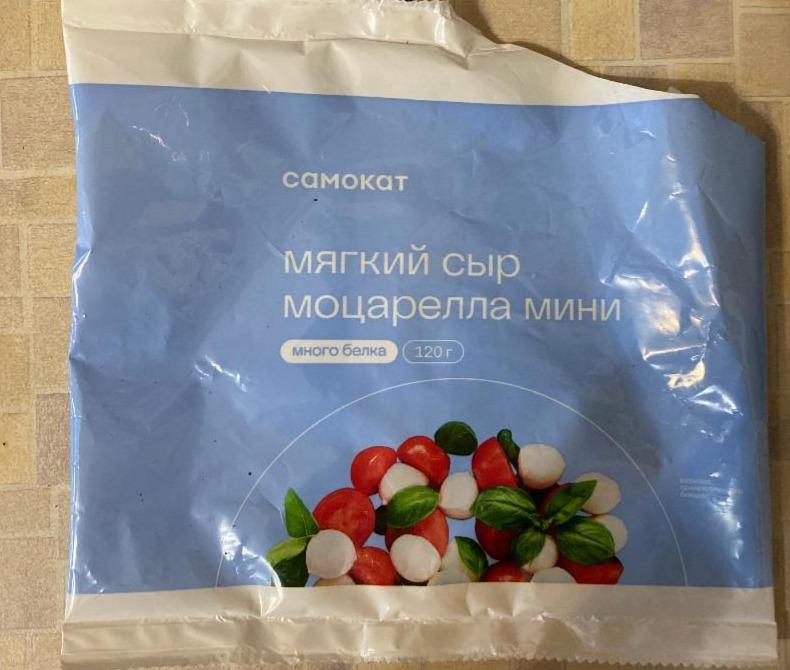 самокат
мягкий сыр
моцарелла мини
много белка
120 г